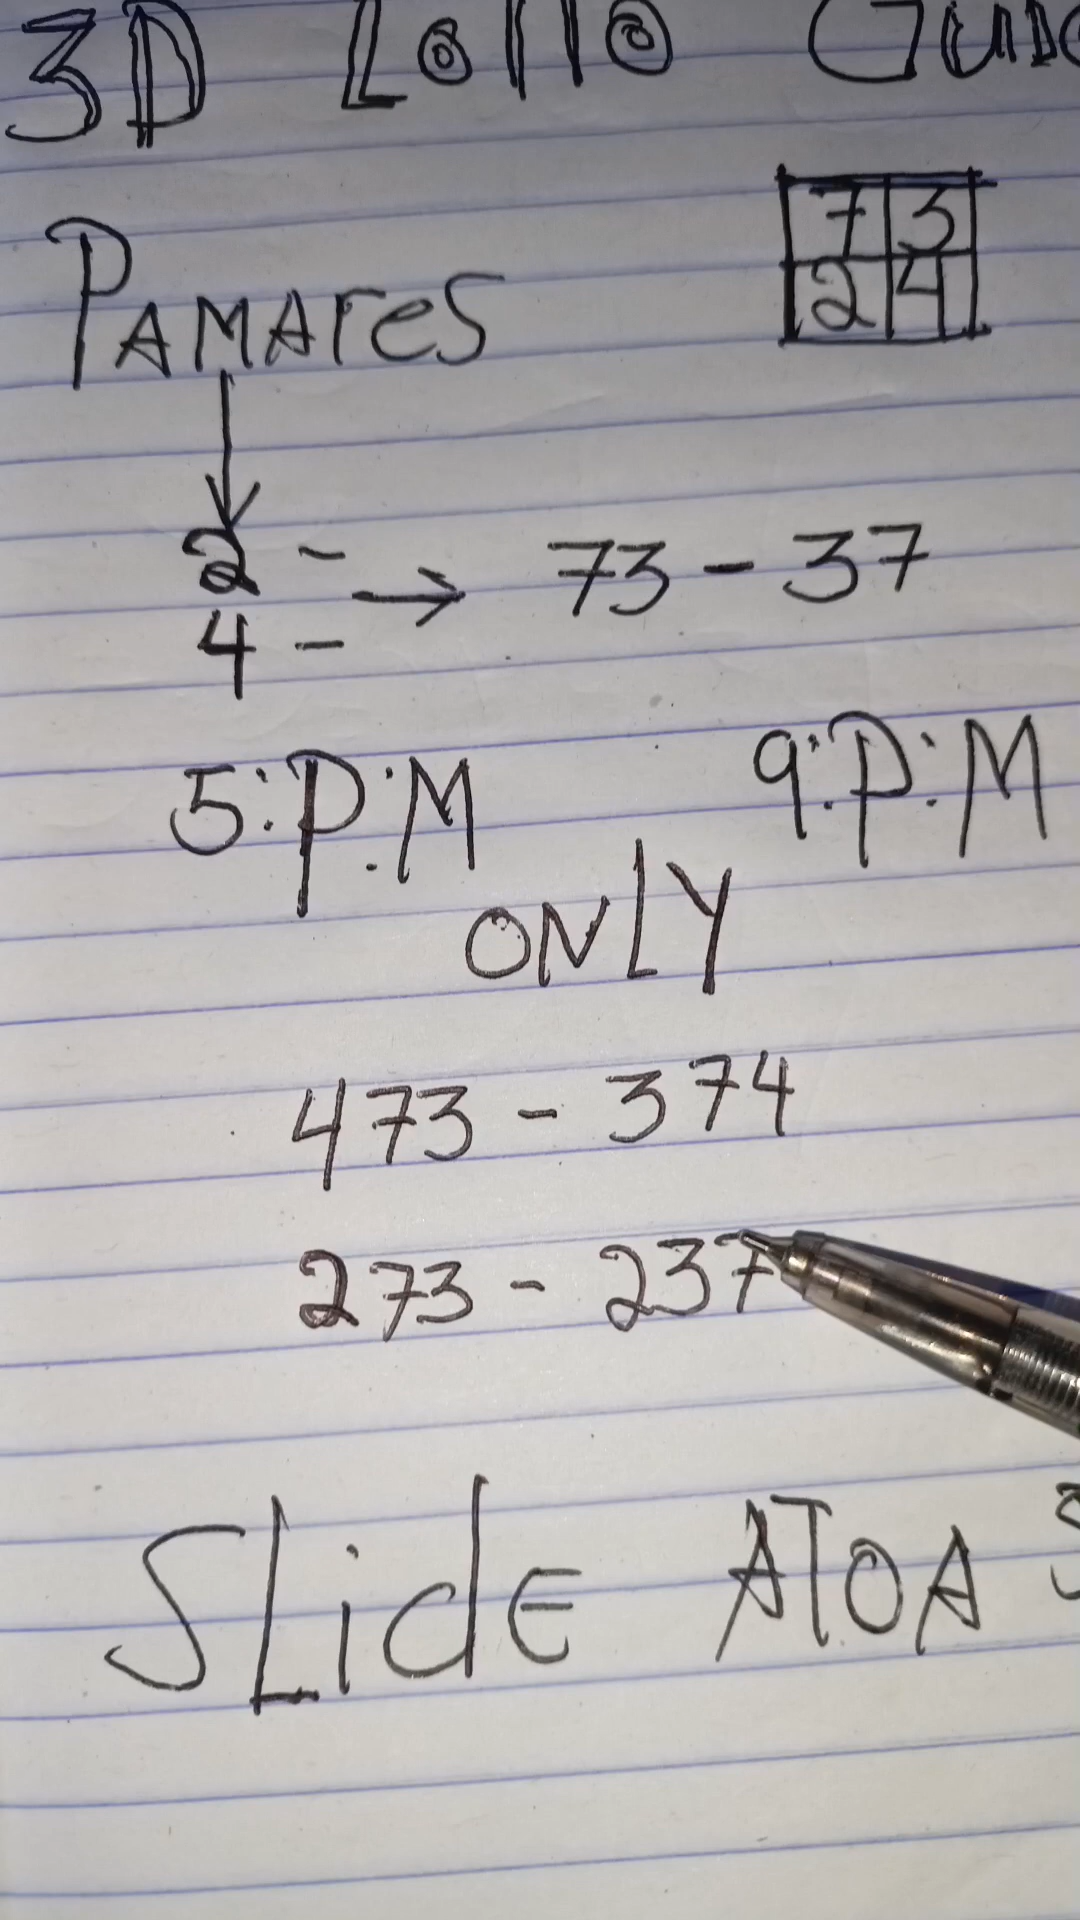 3D Lotto Guid
7 3
2 4
PAMAreS
2 - → 73 - 37
4 -
5:P.M 9:P.M
ONLY
473 - 374
273 - 237
SLidE ATOA